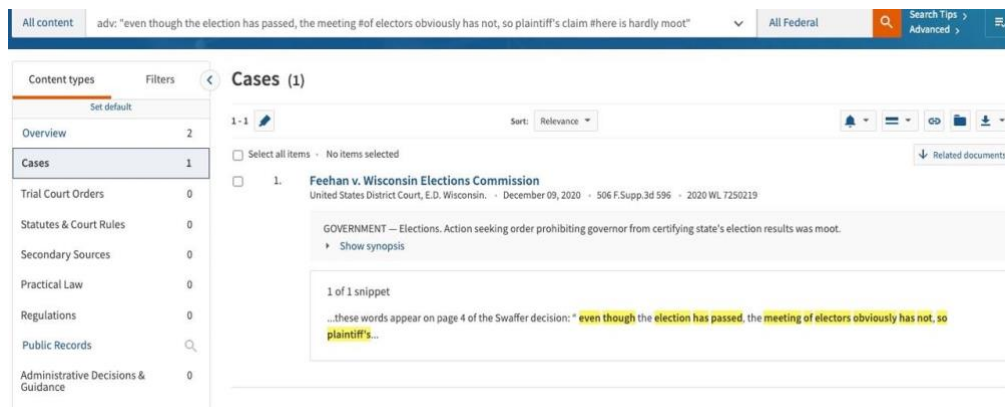 All content
adv: "even though the election has passed, the meeting #of electors obviously has not, so plaintiff's claim #here is hardly moot"
All Federal
Search Tips >
Advanced >
Content types
Filters
Set default
Overview 2
Cases 1
Trial Court Orders 0
Statutes & Court Rules 0
Secondary Sources 0
Practical Law 0
Regulations 0
Public Records
Administrative Decisions & 0
Guidance
Cases (1)
1 - 1
Sort: Relevance
Select all items - No items selected
Related documents
1. Feehan v. Wisconsin Elections Commission
United States District Court, E.D. Wisconsin. - December 09, 2020 - 506 F.Supp.3d 596 - 2020 WL 7250219
GOVERNMENT — Elections. Action seeking order prohibiting governor from certifying state's election results was moot.
Show synopsis
1 of 1 snippet
...these words appear on page 4 of the Swaffer decision: " even though the election has passed, the meeting of electors obviously has not, so
plaintiff's...